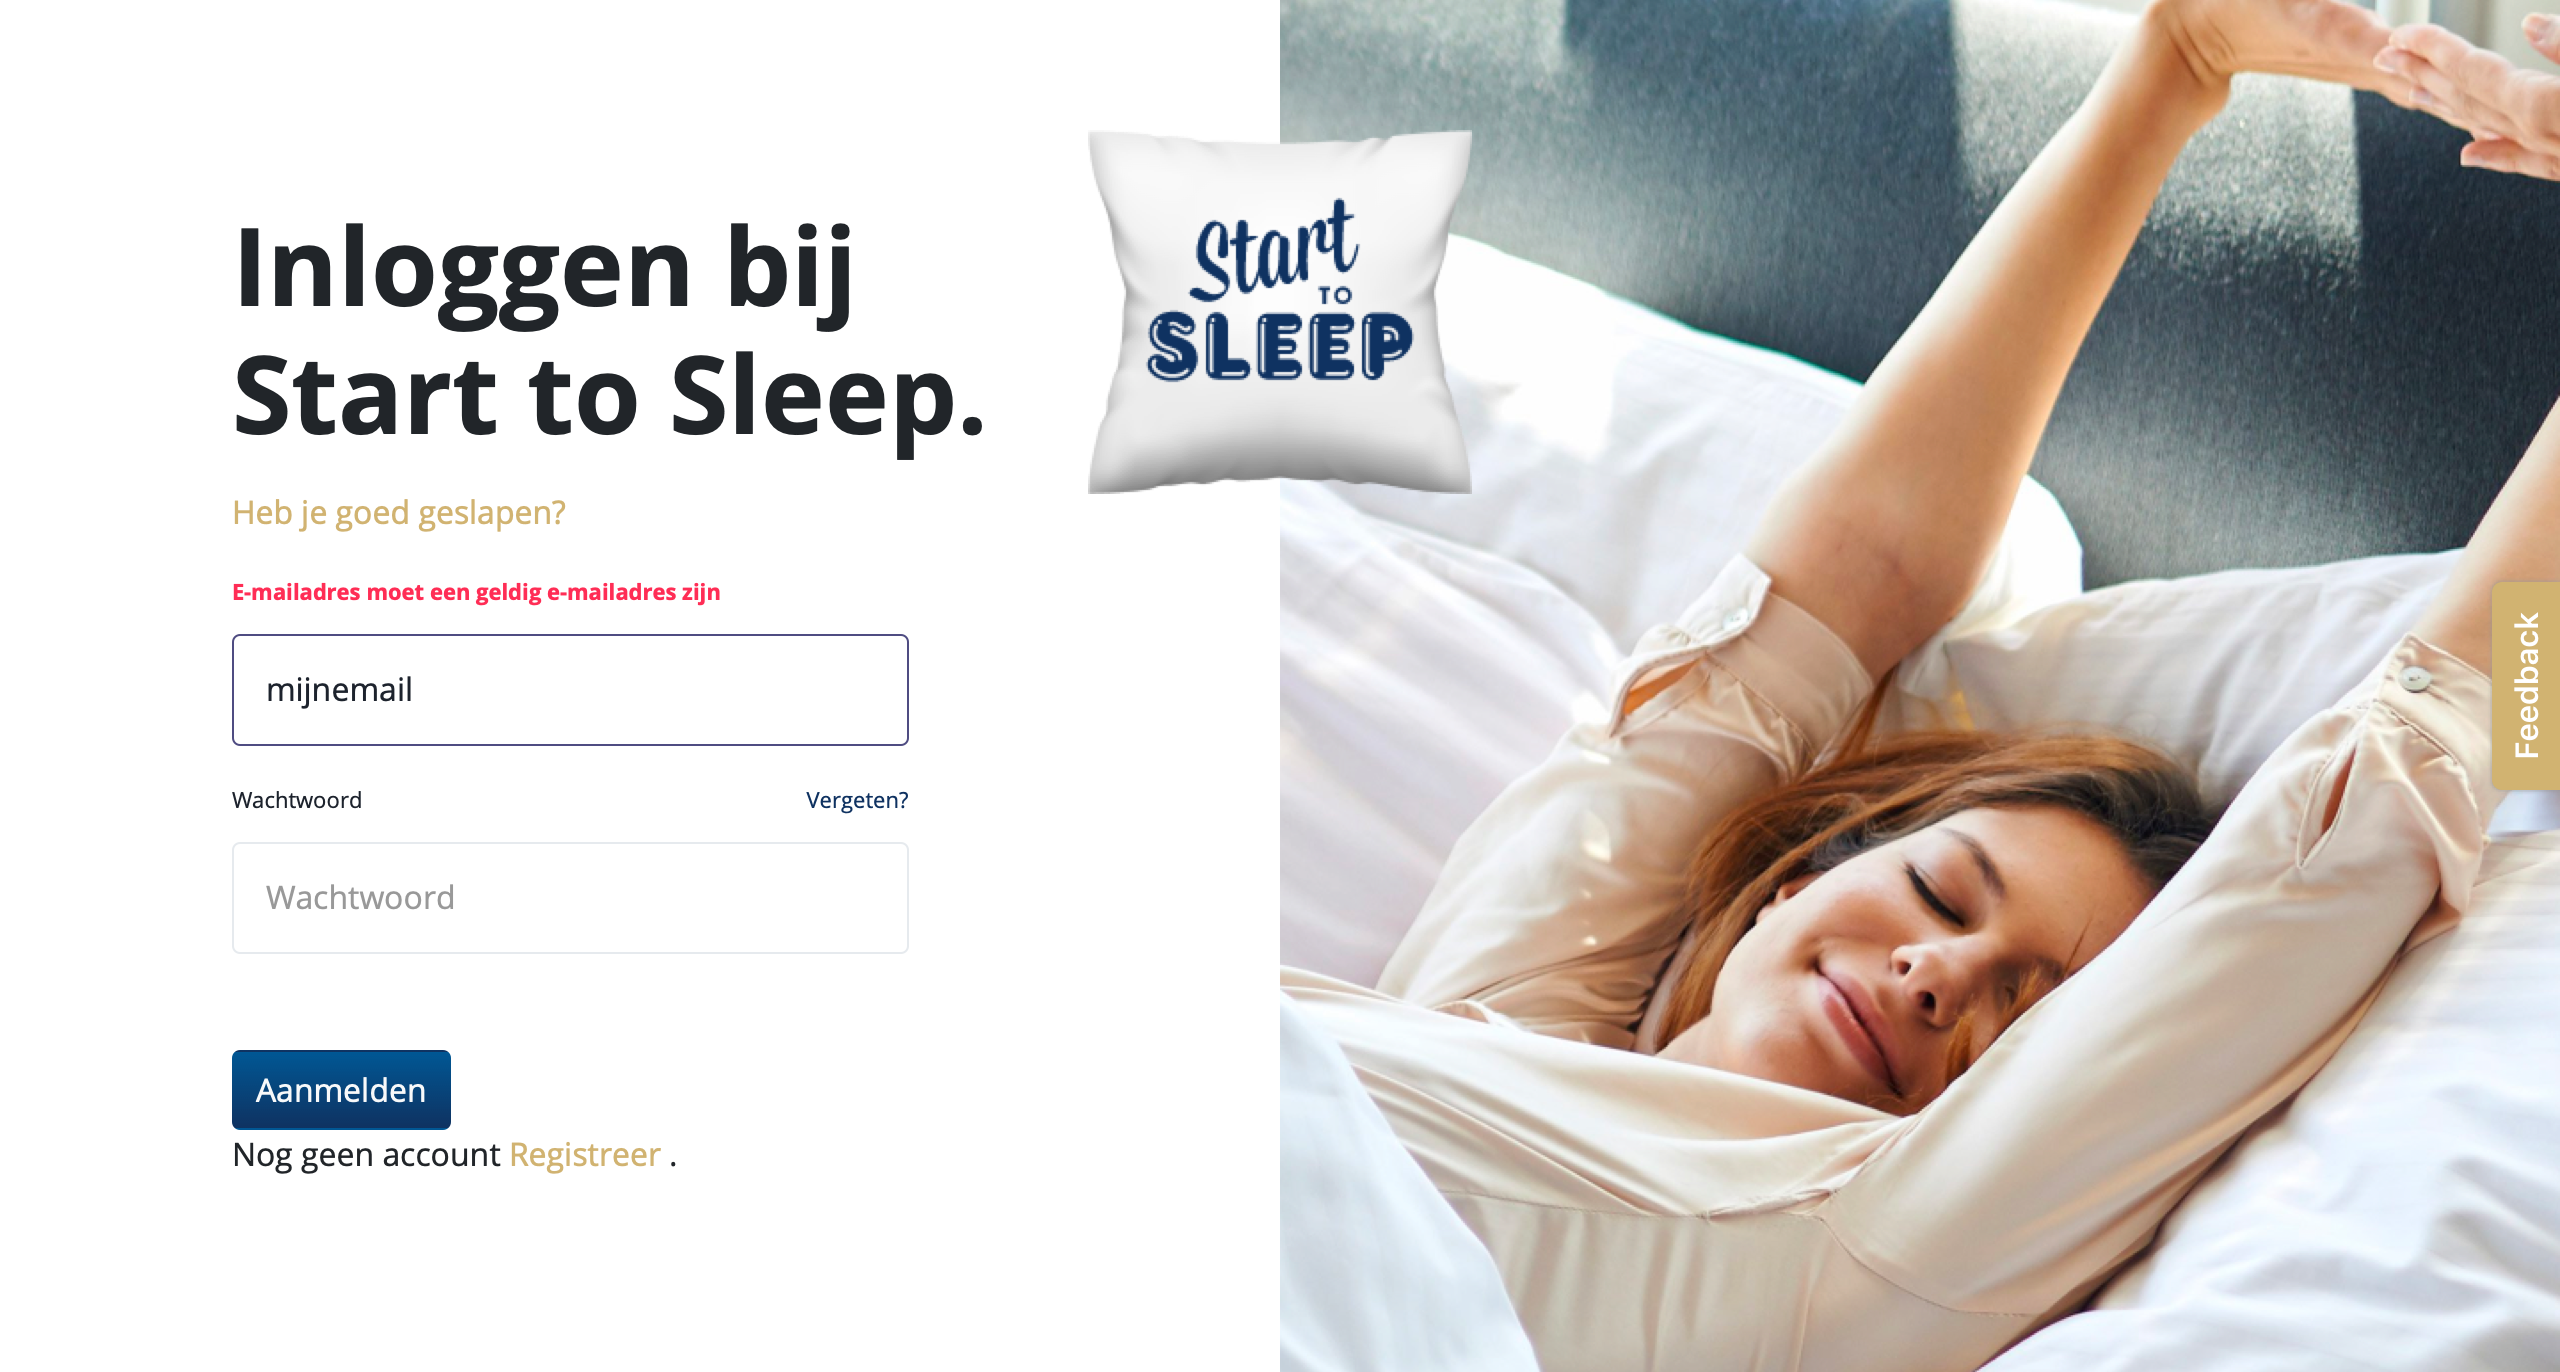 Inloggen bij
Start to Sleep.
Start
TO
SLEEP
Heb je goed geslapen?
E-mailadres moet een geldig e-mailadres zijn
mijnemail
Wachtwoord
Vergeten?
Wachtwoord
Aanmelden
Nog geen account Registreer .
Feedback